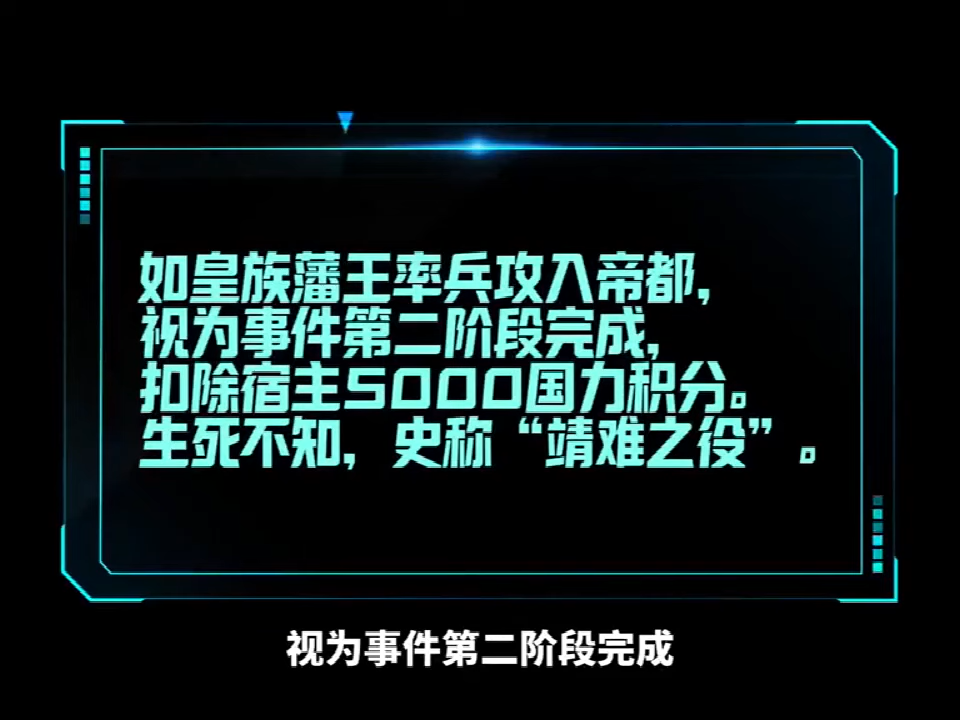 如皇族藩王率兵攻入帝都，
视为事件第二阶段完成，
扣除宿主5000国力积分。
生死不知，史称“靖难之役”。
视为事件第二阶段完成